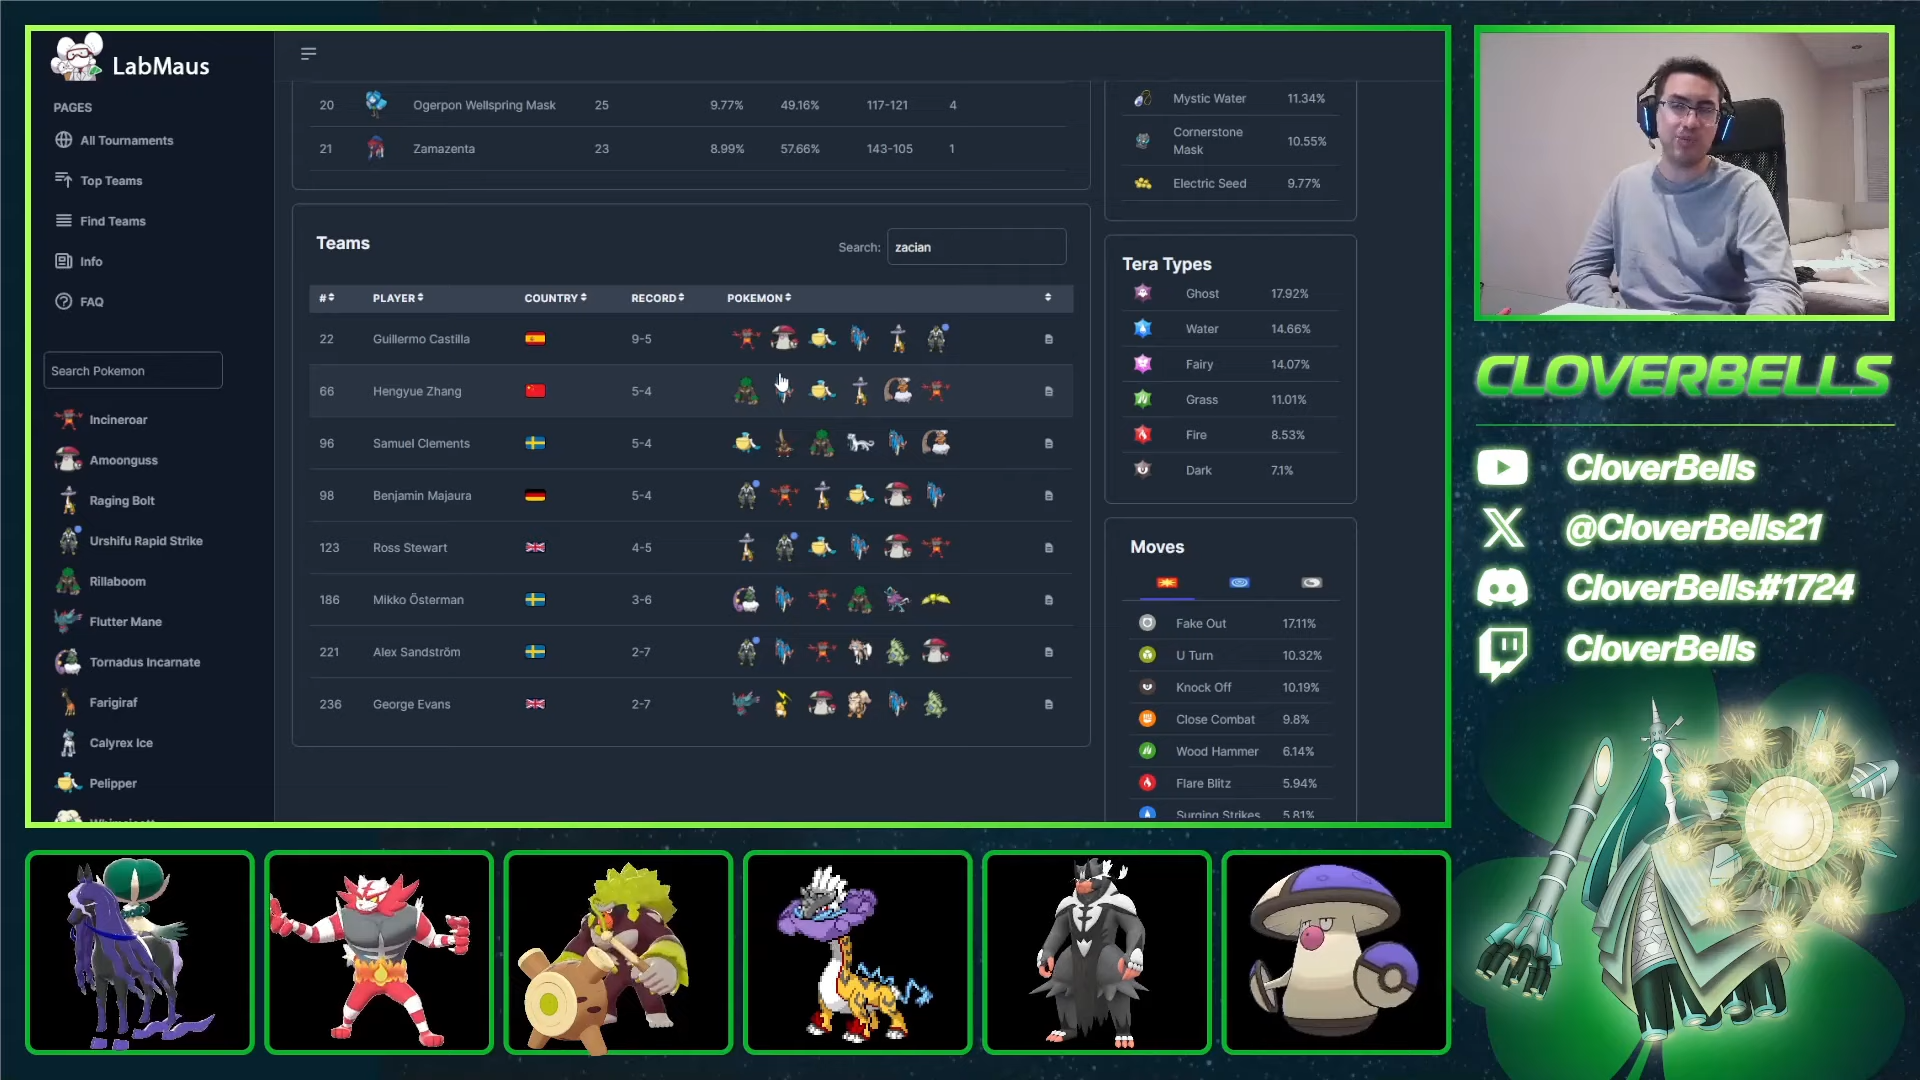 LabMaus
PAGES
All Tournaments
Top Teams
Find Teams
Info
FAQ
Search Pokemon
Incineroar
Amoonguss
Raging Bolt
Urshifu Rapid Strike
Rillaboom
Flutter Mane
Tornadus Incarnate
Farigiraf
Calyrex Ice
Pelipper
20 Ogerpon Wellspring Mask 25 9.77% 49.16% 117-121 4
21 Zamazenta 23 8.99% 57.66% 143-105 1
Teams
Search: zacian
# PLAYER COUNTRY RECORD POKEMON
22 Guillermo Castilla 9-5
66 Hengyue Zhang 5-4
96 Samuel Clements 5-4
98 Benjamin Majaura 5-4
123 Ross Stewart 4-5
186 Mikko Österman 3-6
221 Alex Sandström 2-7
236 George Evans 2-7
Mystic Water 11.34%
Cornerstone
Mask 10.55%
Electric Seed 9.77%
Tera Types
Ghost 17.92%
Water 14.66%
Fairy 14.07%
Grass 11.01%
Fire 8.53%
Dark 7.1%
Moves
Fake Out 17.11%
U Turn 10.32%
Knock Off 10.19%
Close Combat 9.8%
Wood Hammer 6.14%
Flare Blitz 5.94%
Surging Strikes 5.81%
CLOVERBELLS
CloverBells
@CloverBells21
CloverBells#1724
CloverBells